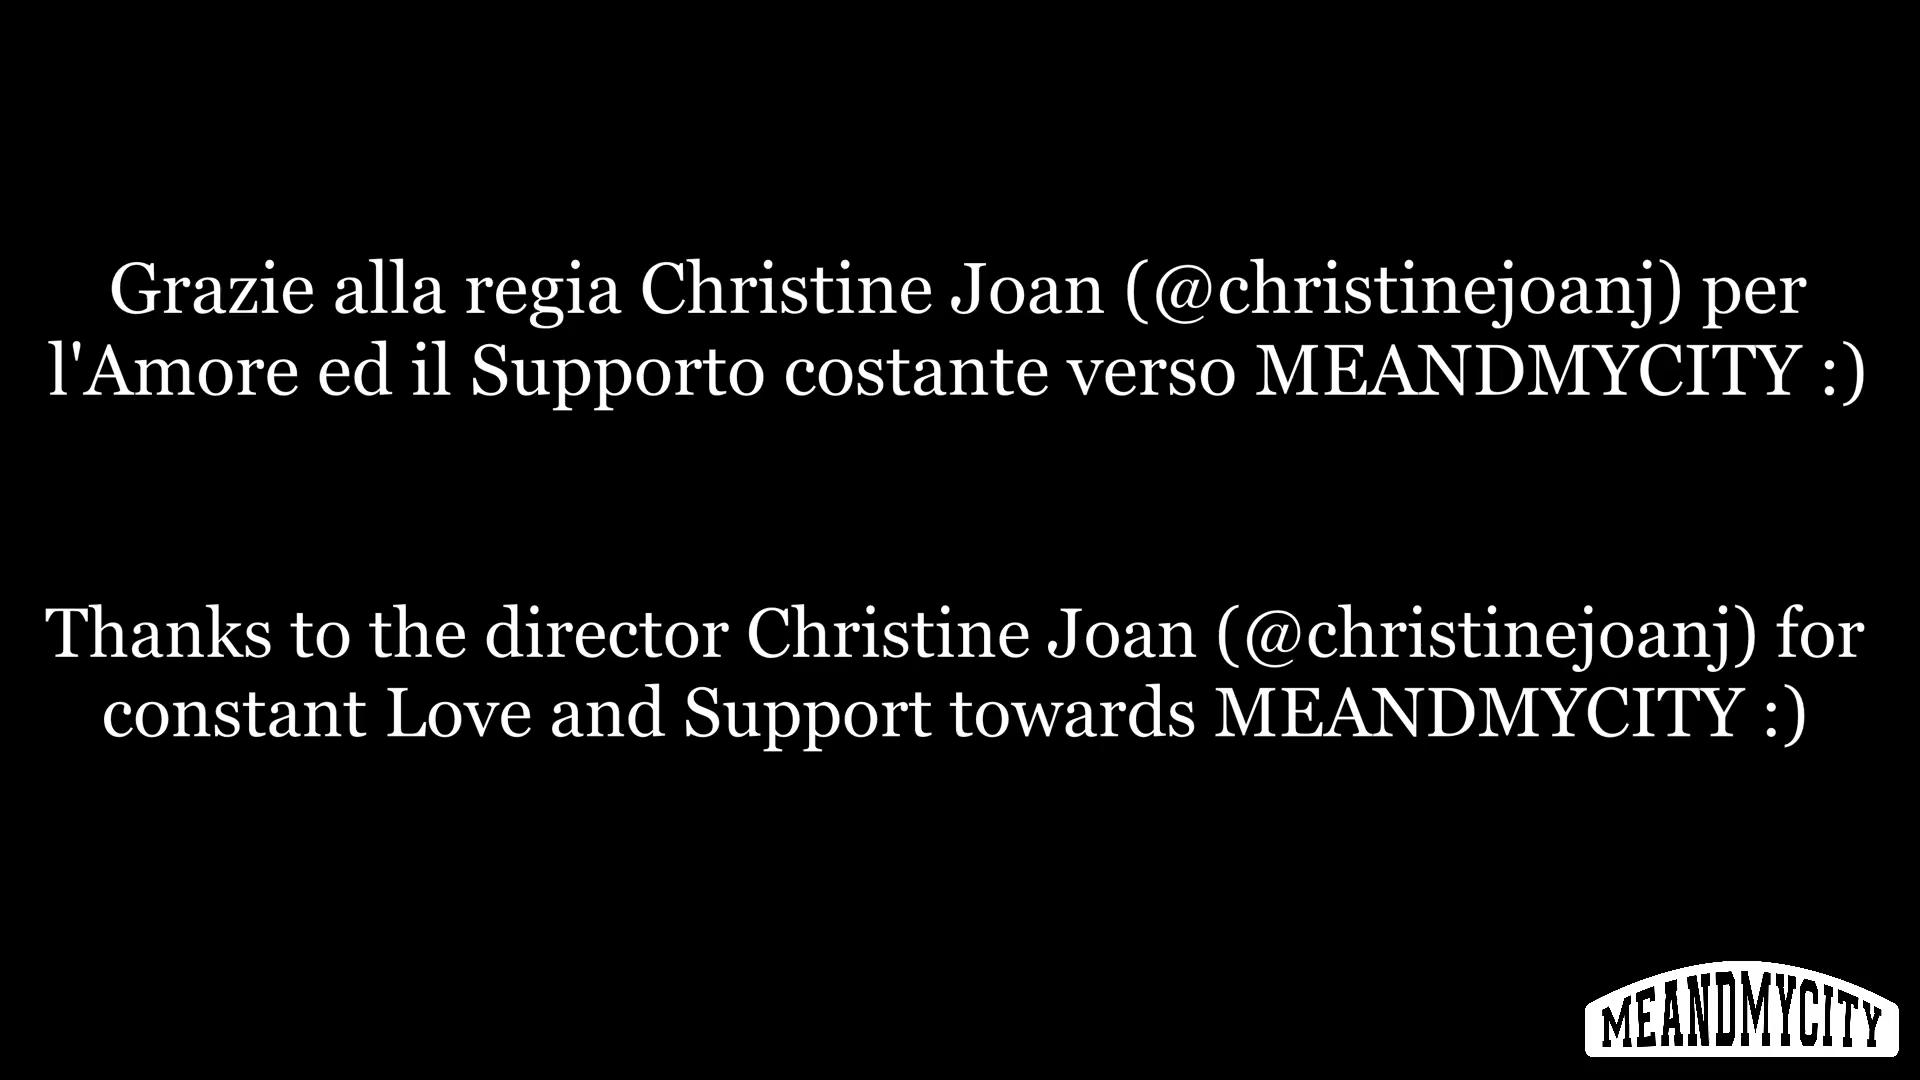 Grazie alla regia Christine Joan (@christinejoanj) per
l'Amore ed il Supporto costante verso MEANDMYCITY :)
Thanks to the director Christine Joan (@christinejoanj) for
constant Love and Support towards MEANDMYCITY :)
MEANDMYCITY